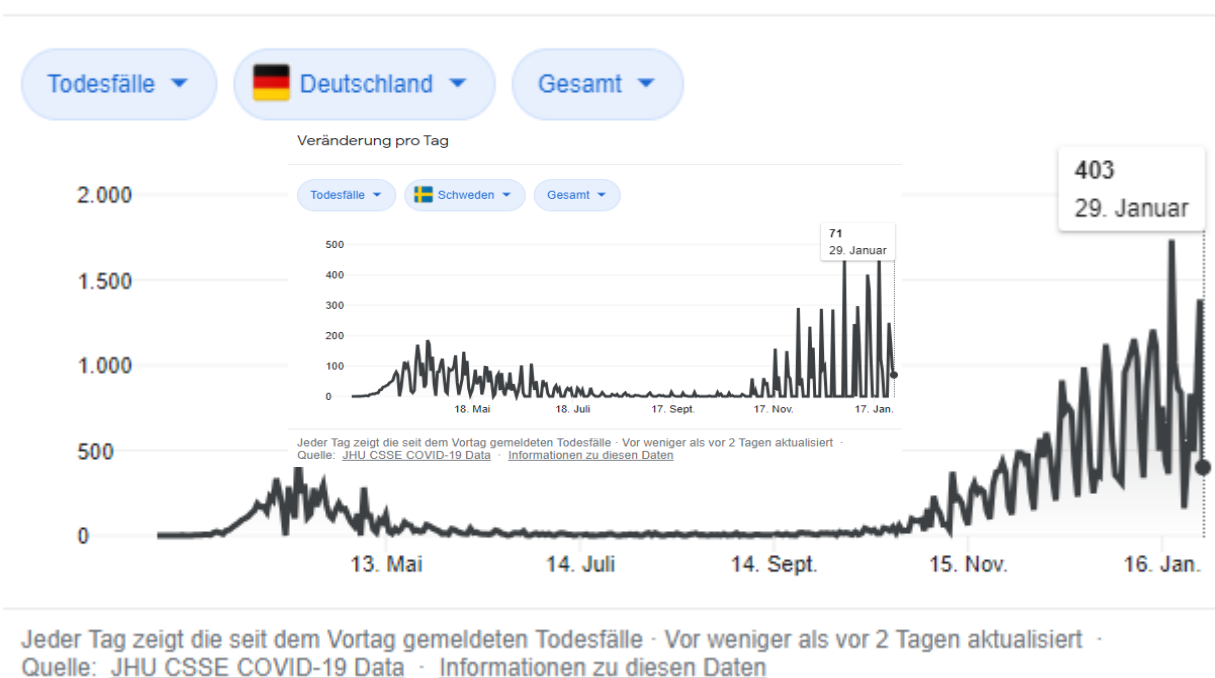 Todesfälle Deutschland Gesamt
Veränderung pro Tag
Todesfälle Schweden Gesamt
403
29. Januar
2.000
1.500
1.000
500
0
71
29. Januar
500
400
300
200
100
0
18. Mai 18. Juli 17. Sept. 17. Nov. 17. Jan.
Jeder Tag zeigt die seit dem Vortag gemeldeten Todesfälle · Vor weniger als vor 2 Tagen aktualisiert ·
Quelle: JHU CSSE COVID-19 Data · Informationen zu diesen Daten
13. Mai 14. Juli 14. Sept. 15. Nov. 16. Jan.
Jeder Tag zeigt die seit dem Vortag gemeldeten Todesfälle · Vor weniger als vor 2 Tagen aktualisiert ·
Quelle: JHU CSSE COVID-19 Data · Informationen zu diesen Daten